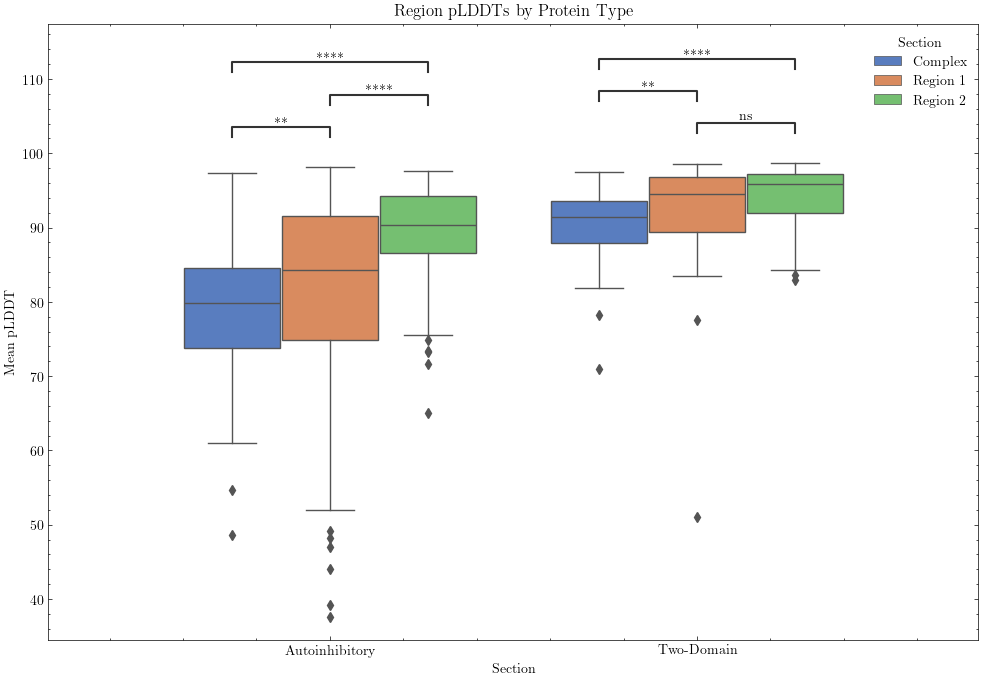 Region pLDDTs by Protein Type
Section
Complex
Region 1
Region 2
****
****
**
****
**
ns
110
100
90
80
70
60
50
40
Mean pLDDT
Autoinhibitory
Two-Domain
Section